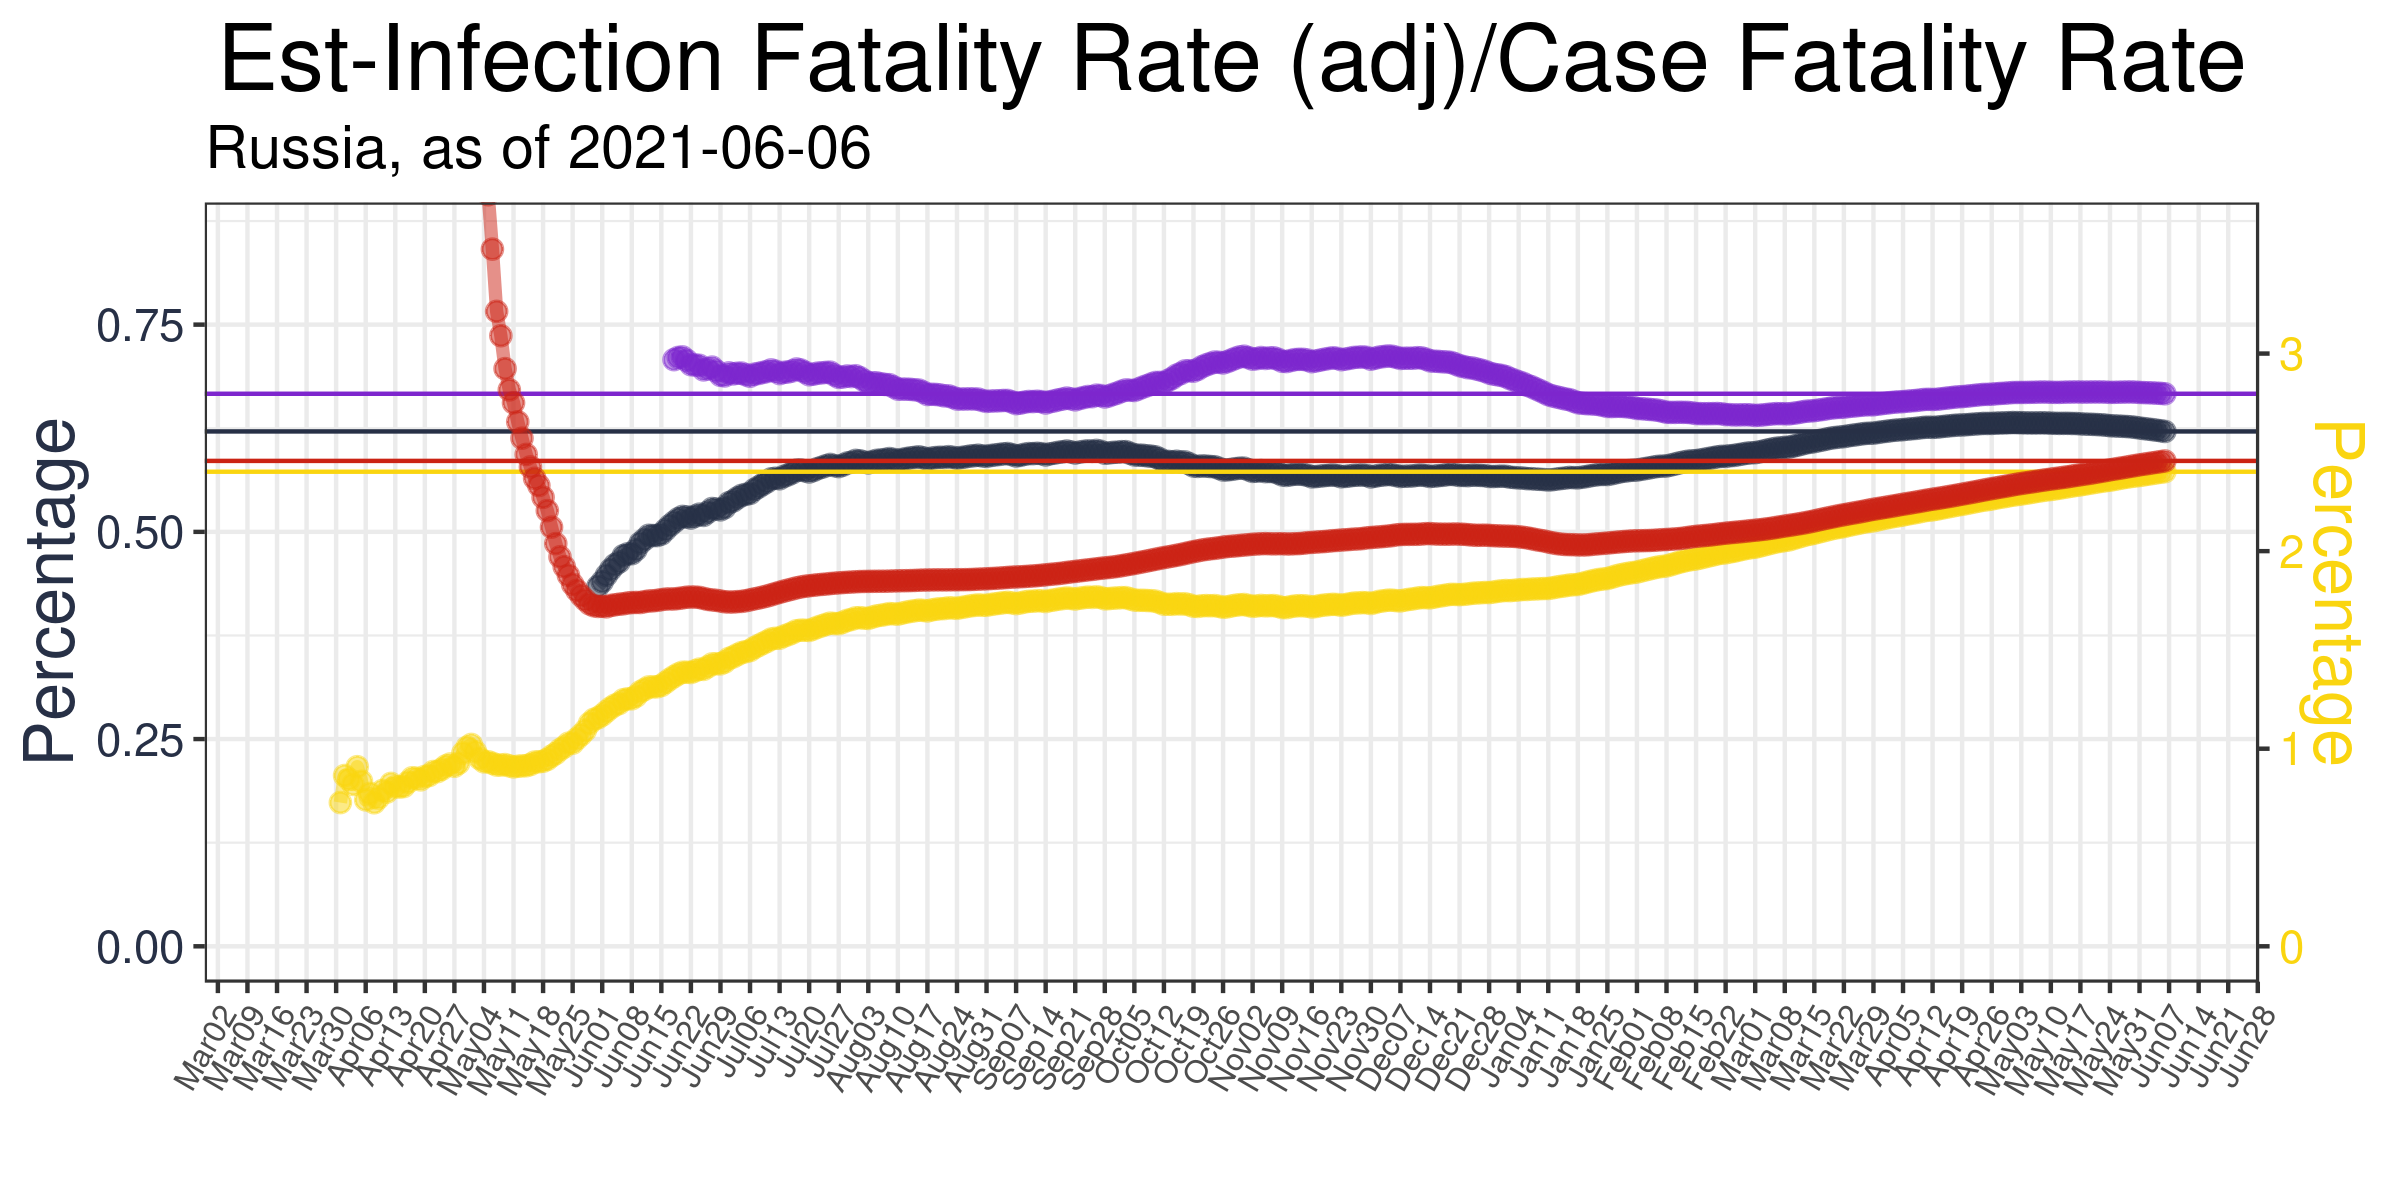 Est-Infection Fatality Rate (adj)/Case Fatality Rate
Russia, as of 2021-06-06
Percentage
0.75
0.50
0.25
0.00
3
2
1
0
Percentage
Mar02
Mar09
Mar16
Mar23
Mar30
Apr06
Apr13
Apr20
Apr27
May04
May11
May18
May25
Jun01
Jun08
Jun15
Jun22
Jun29
Jul06
Jul13
Jul20
Jul27
Aug03
Aug10
Aug17
Aug24
Aug31
Sep07
Sep14
Sep21
Sep28
Oct05
Oct12
Oct19
Oct26
Nov02
Nov09
Nov16
Nov23
Nov30
Dec07
Dec14
Dec21
Dec28
Jan04
Jan11
Jan18
Jan25
Feb01
Feb08
Feb15
Feb22
Mar01
Mar08
Mar15
Mar22
Mar29
Apr05
Apr12
Apr19
Apr26
May03
May10
May17
May24
May31
Jun07
Jun14
Jun21
Jun28